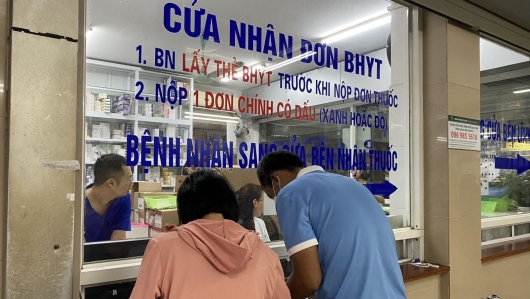 CỬA NHẬN ĐƠN BHYT
1. BN LẤY THẺ BHYT TRƯỚC KHI NỘP ĐƠN THUỐC
2. NỘP 1 ĐƠN CHÍNH CÓ DẤU (XANH HOẶC ĐỎ)
BỆNH NHÂN SANG CỬA BÊN NHẬN THUỐC